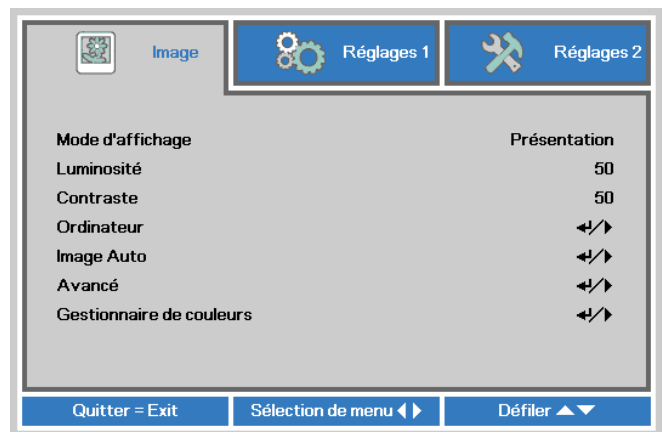 Image Réglages 1 Réglages 2
Mode d'affichage Présentation
Luminosité 50
Contraste 50
Ordinateur
Image Auto
Avancé
Gestionnaire de couleurs
Quitter = Exit Sélection de menu Défiler